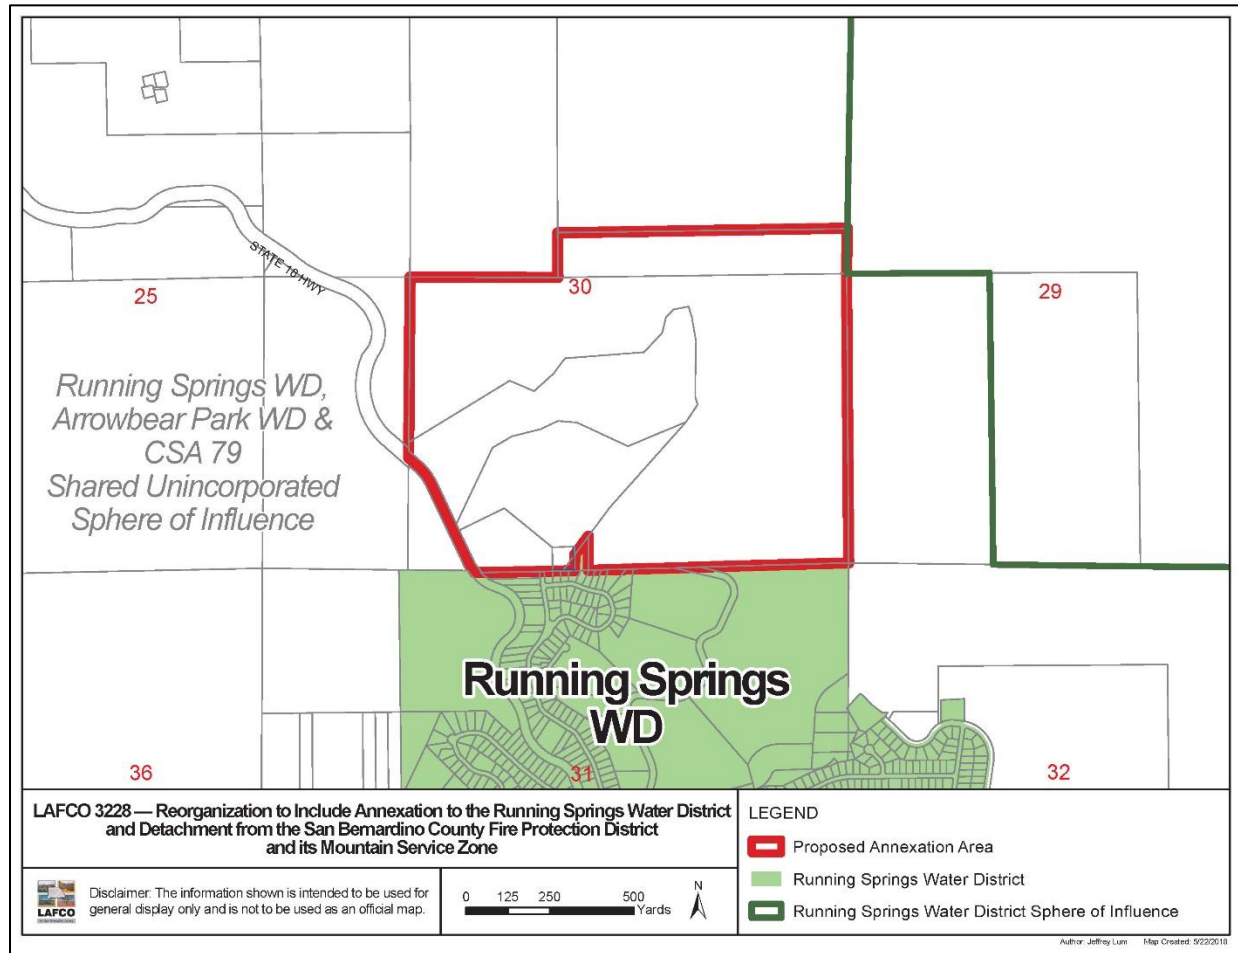 STATE 18 HWY
25
30
29
Running Springs WD,
Arrowbear Park WD &
CSA 79
Shared Unincorporated
Sphere of Influence
Running Springs
WD
36
31
32
LAFCO 3228 — Reorganization to Include Annexation to the Running Springs Water District
and Detachment from the San Bernardino County Fire Protection District
and its Mountain Service Zone
LEGEND
Proposed Annexation Area
Running Springs Water District
Running Springs Water District Sphere of Influence
LAFCO
Disclaimer: The information shown is intended to be used for
general display only and is not to be used as an official map.
0 125 250 500
Yards
N
Author: Jeffrey Lum Map Created: 5/22/2018